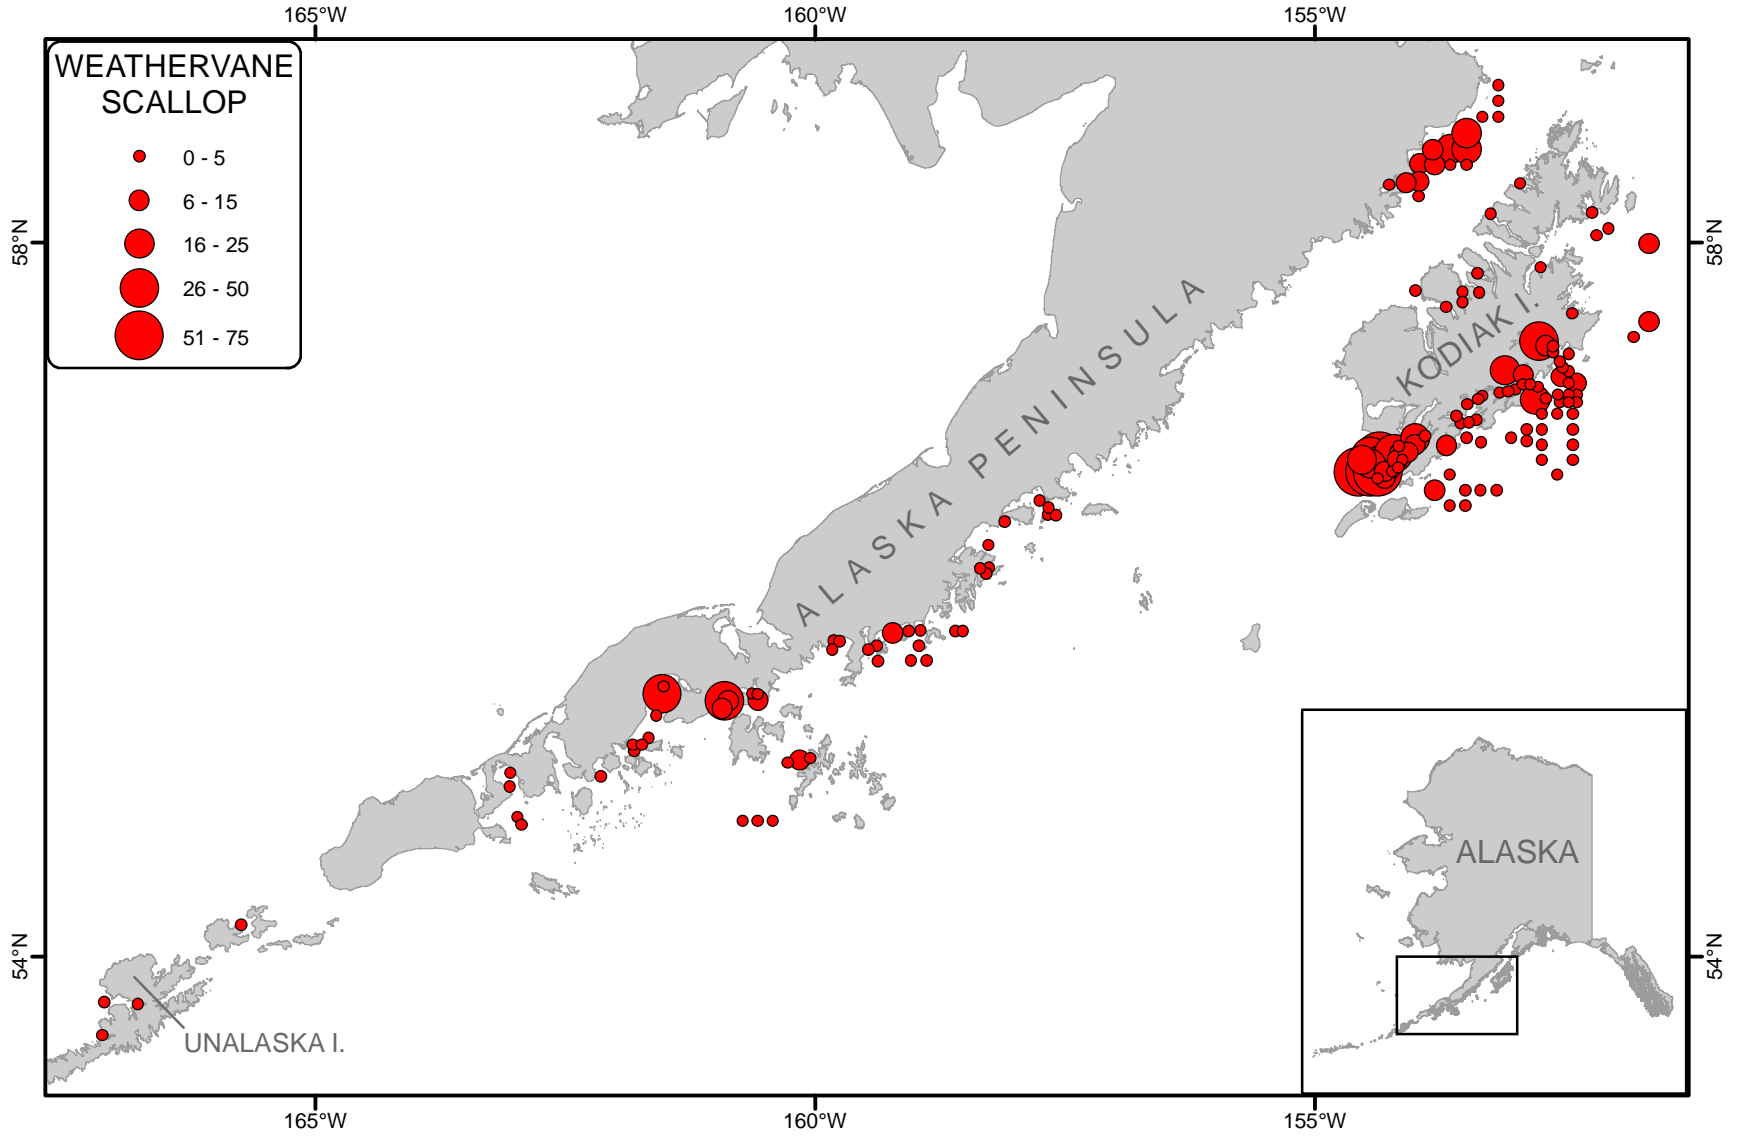 165°W 160°W 155°W
WEATHERVANE
SCALLOP
0 - 5
6 - 15
16 - 25
26 - 50
51 - 75
58°N 58°N
ALASKA PENINSULA
KODIAK I.
ALASKA
54°N 54°N
UNALASKA I.
165°W 160°W 155°W